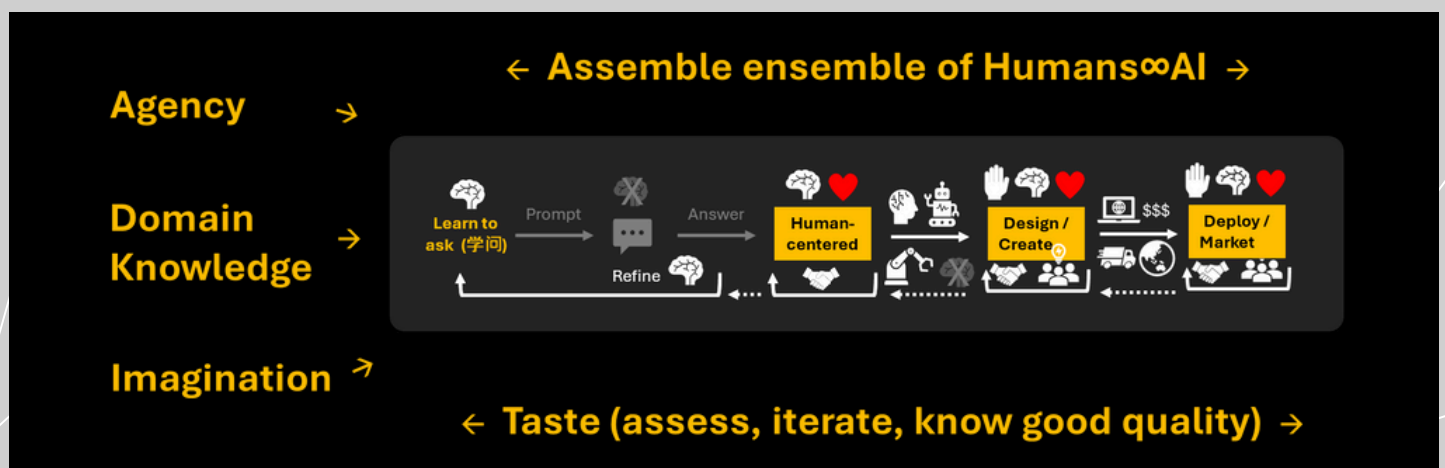 ← Assemble ensemble of Humans∞AI →
Agency →
Domain
Knowledge →
Imagination →
Learn to
ask (学问)
Prompt
Answer
Refine
Human-
centered
Design /
Create
$$$
Deploy /
Market
← Taste (assess, iterate, know good quality) →